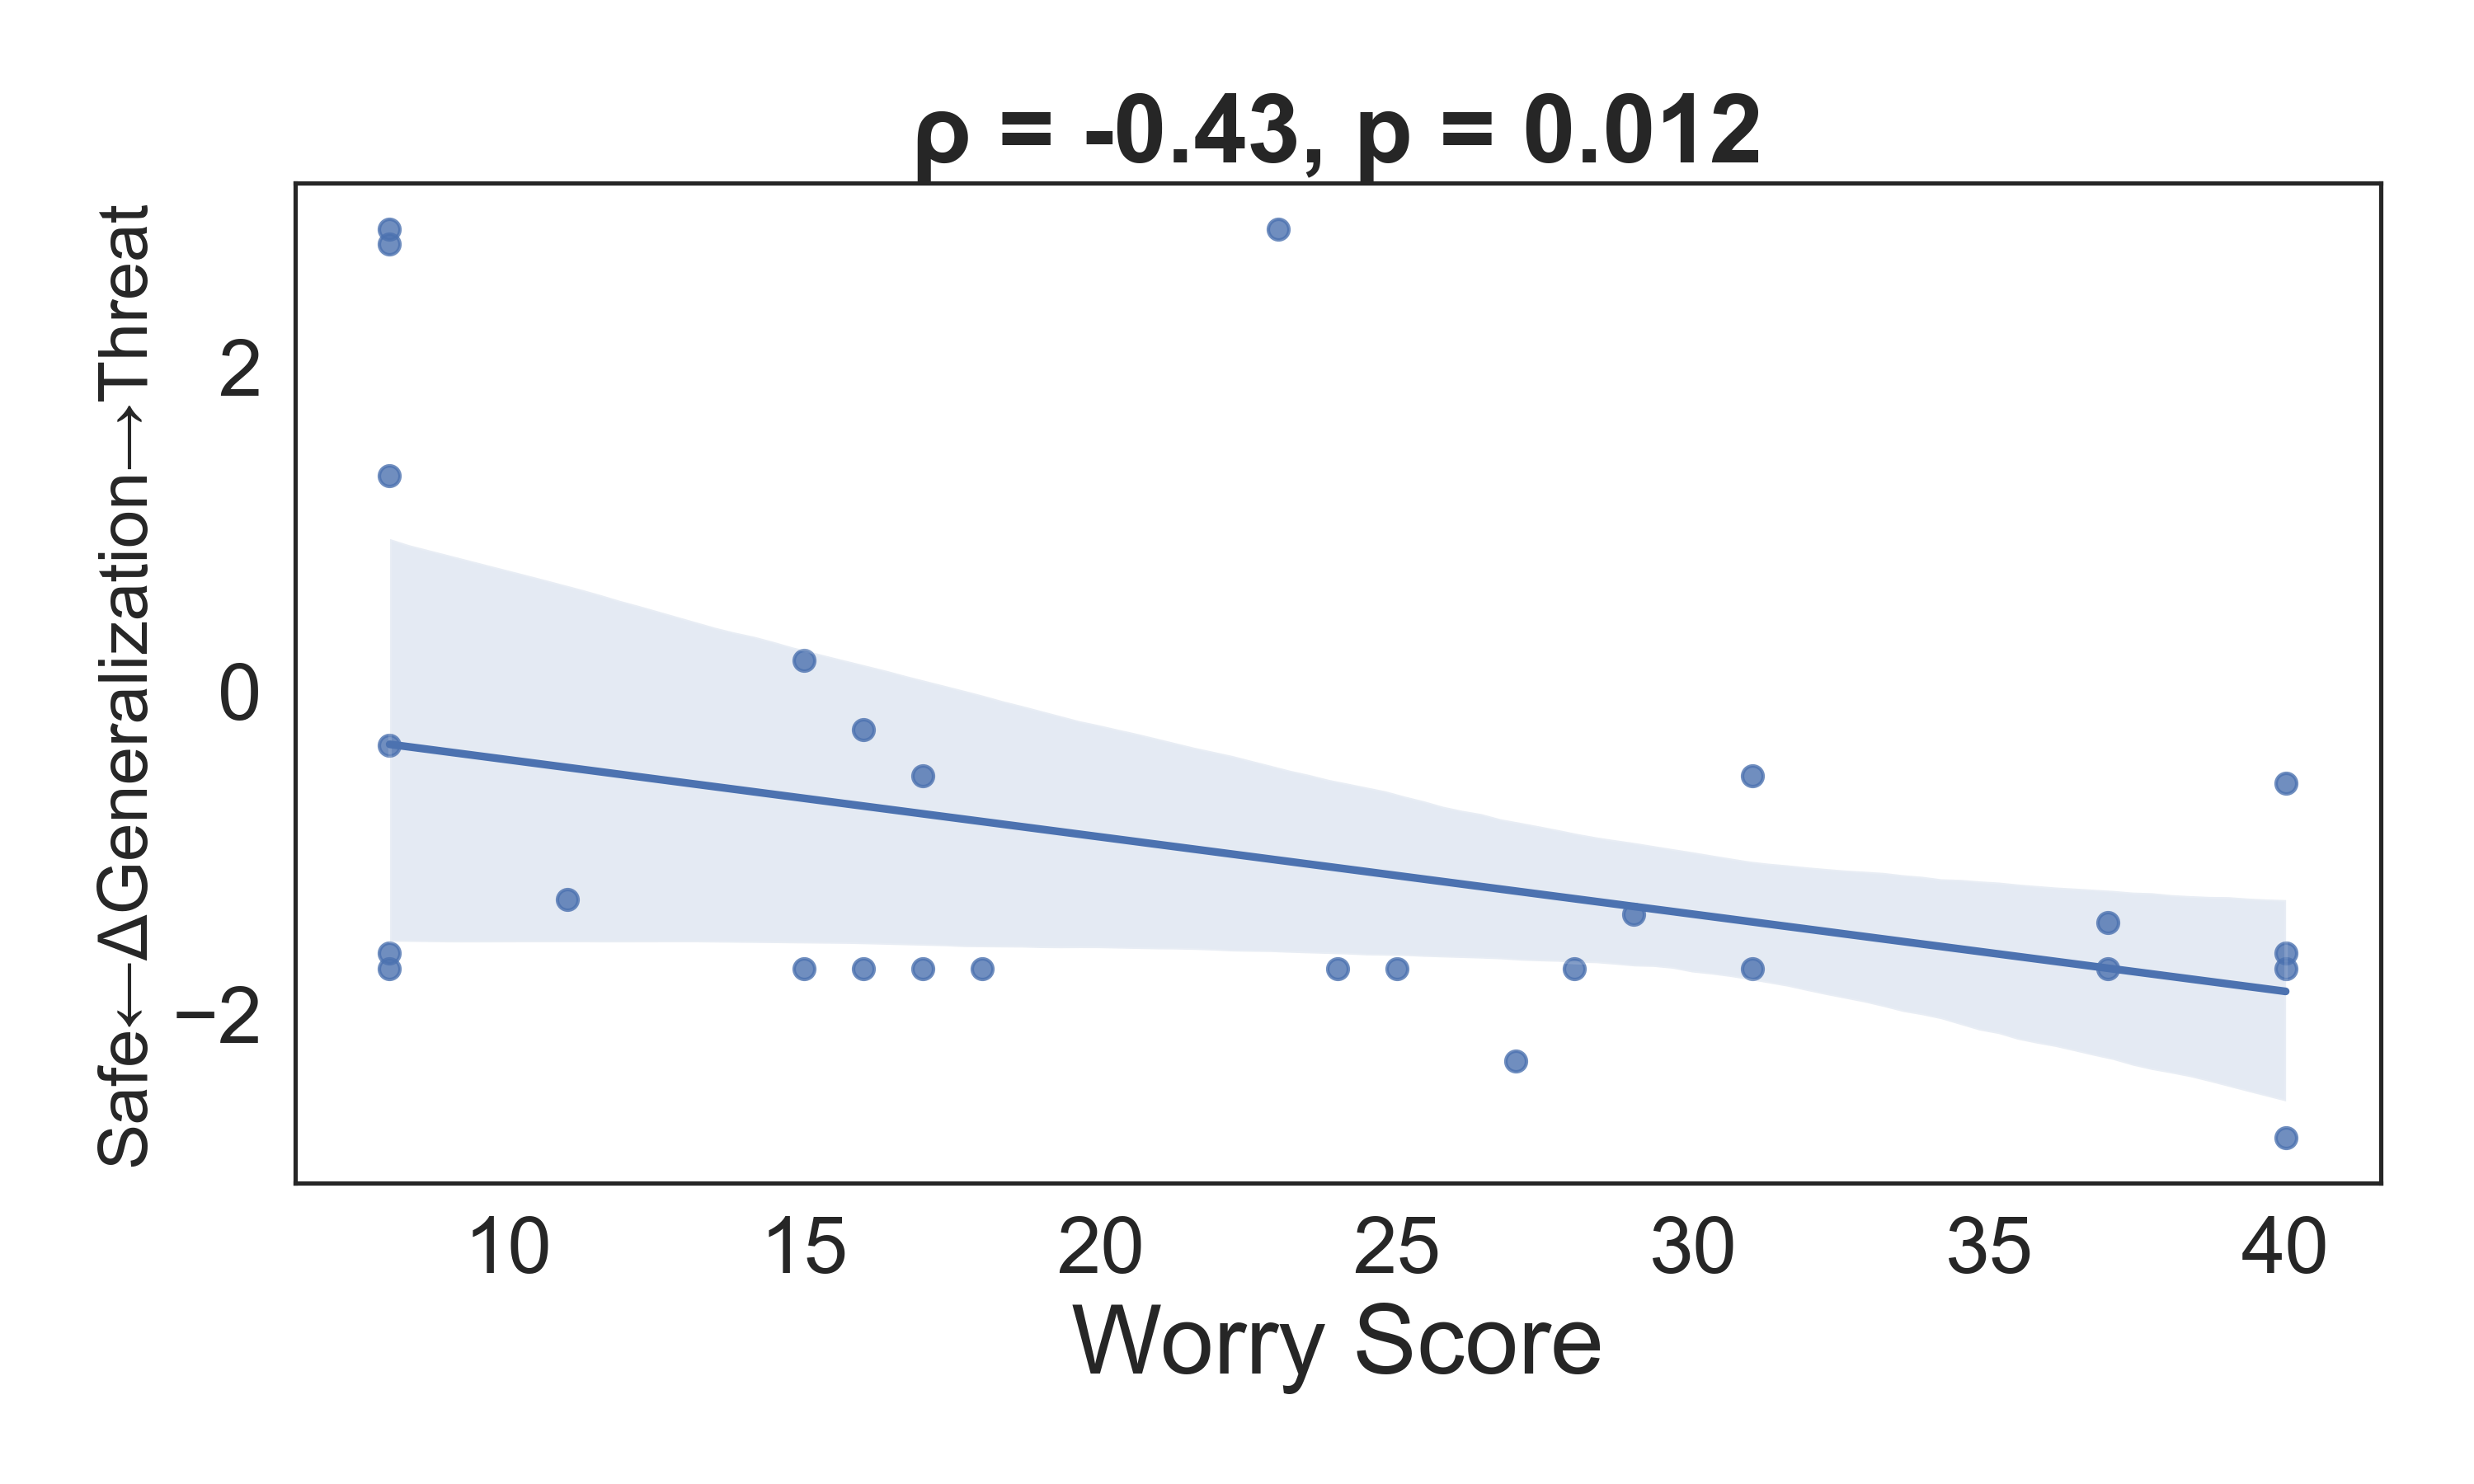 ρ = -0.43, p = 0.012
Safe←ΔGeneralization→Threat
2
0
−2
10 15 20 25 30 35 40
Worry Score